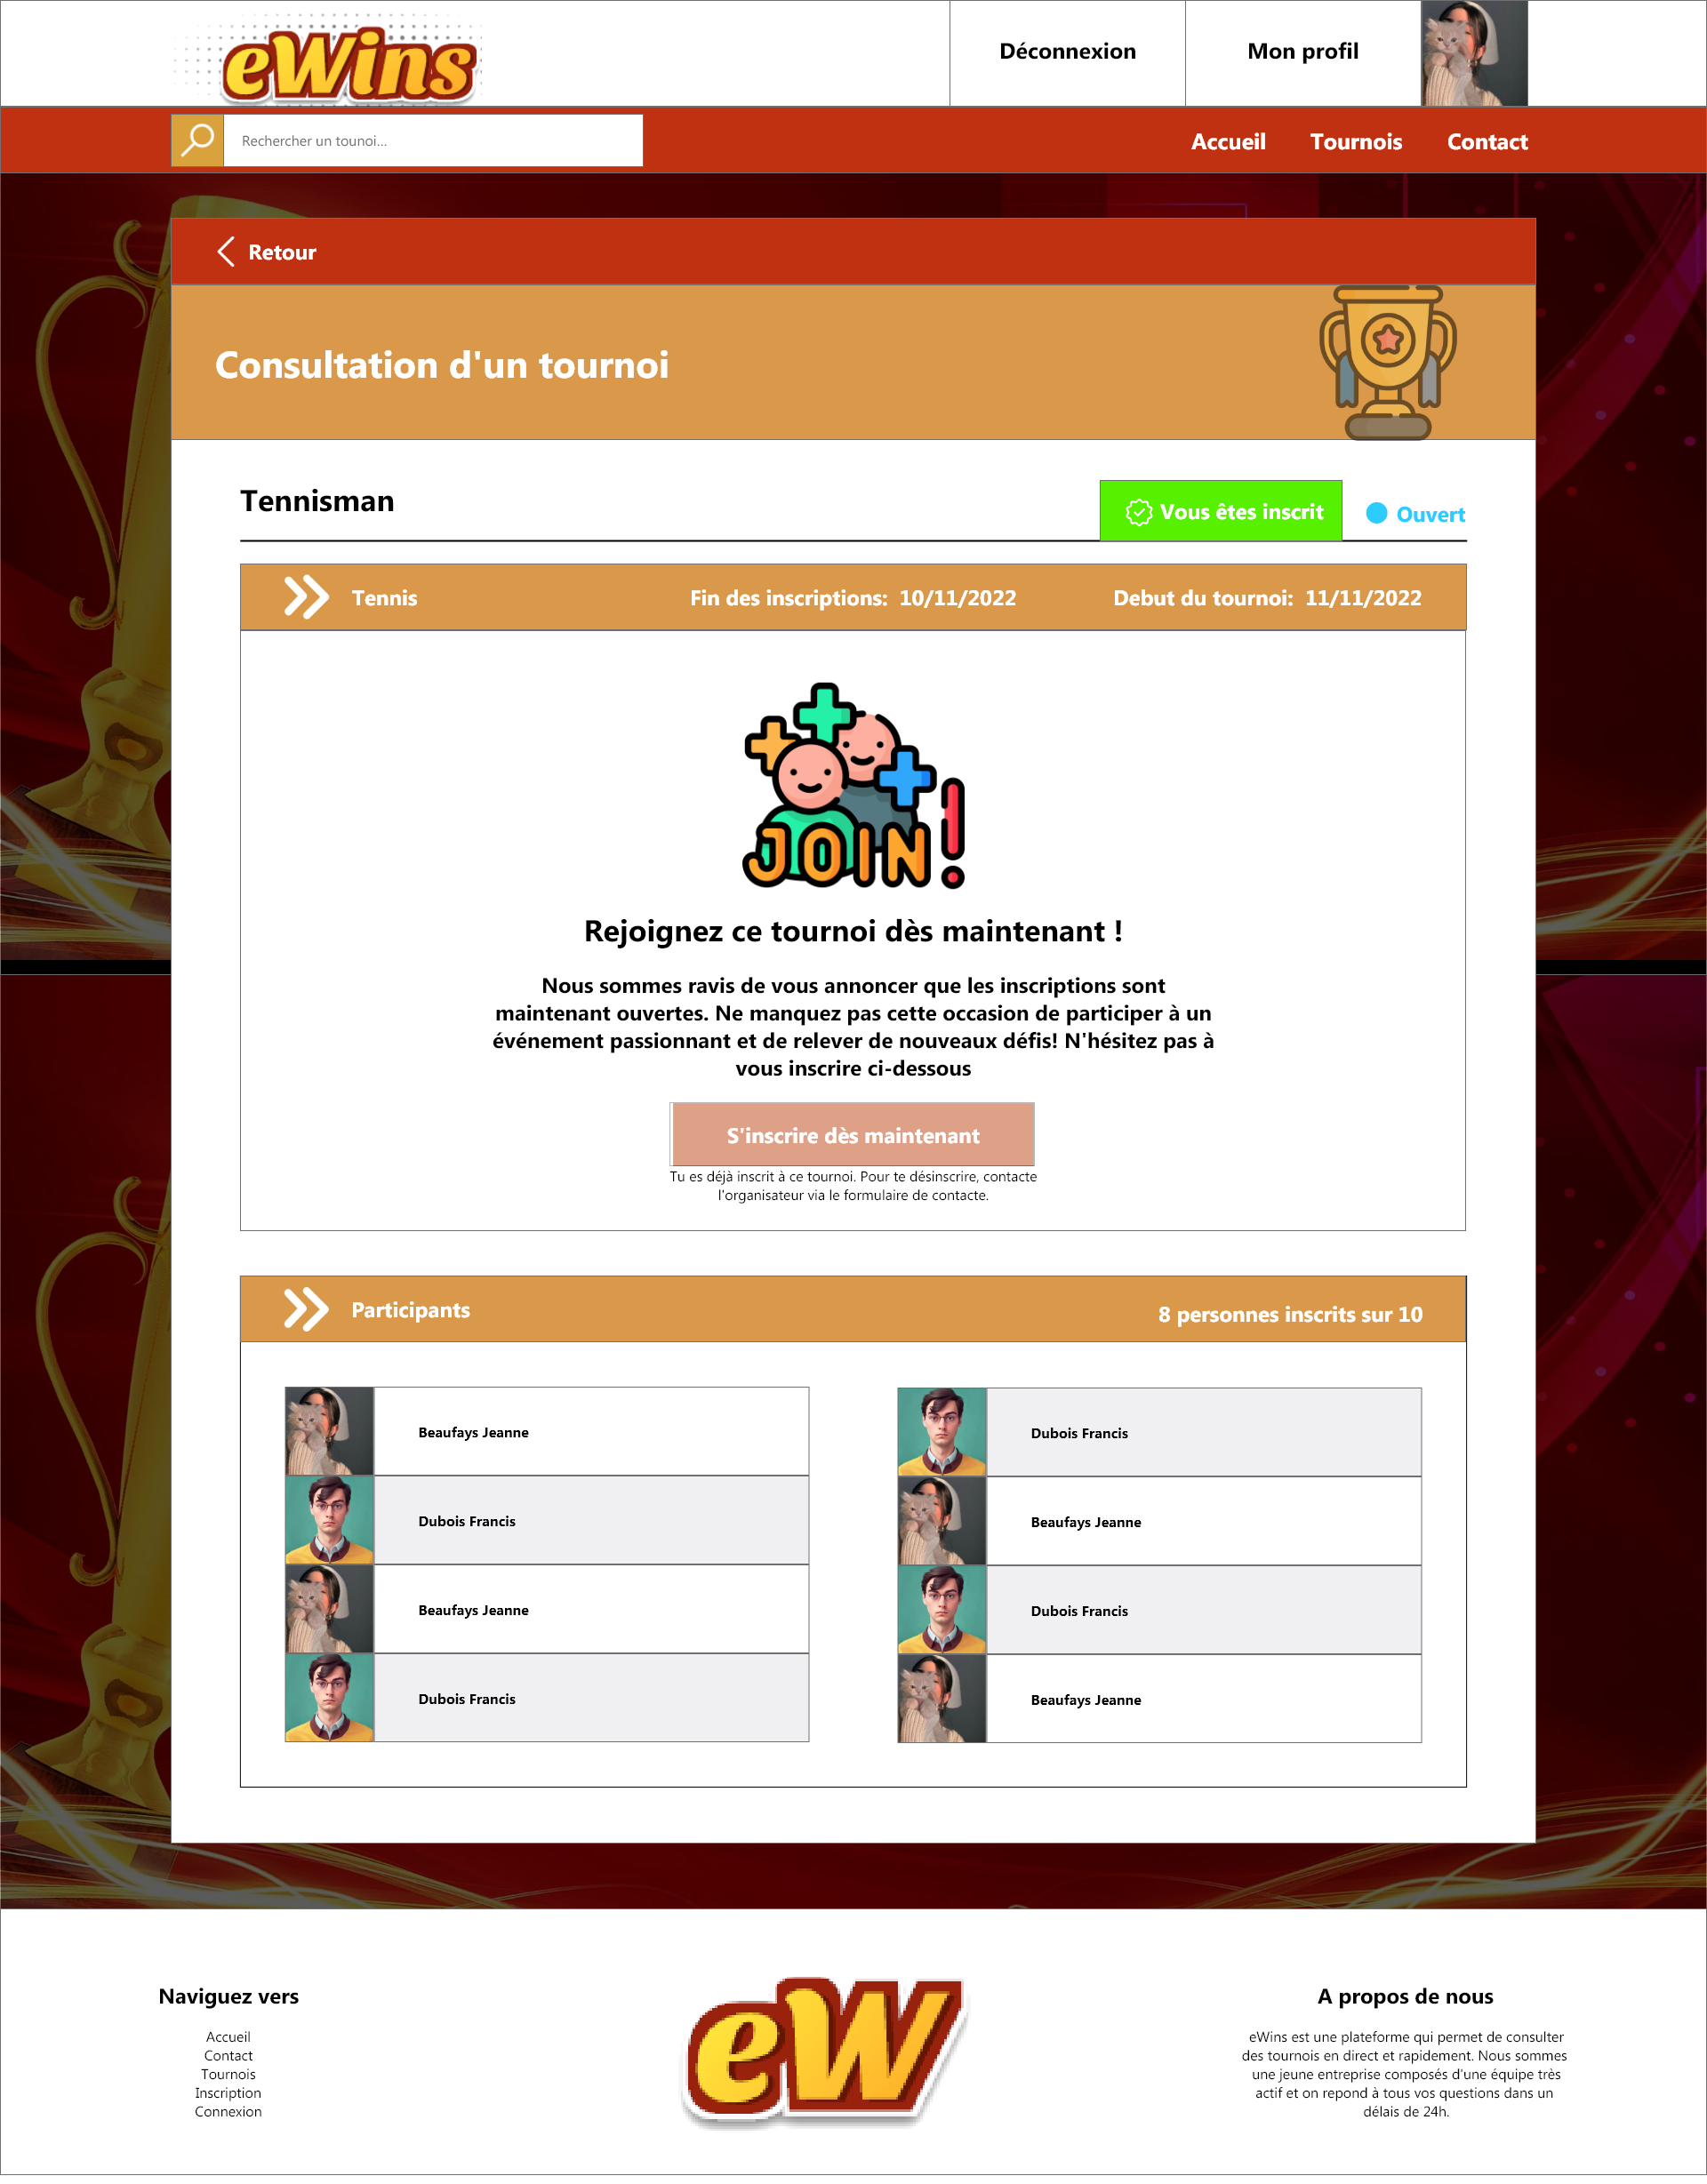 eWins
Déconnexion
Mon profil
Rechercher un tounoi...
Accueil
Tournois
Contact
Retour
Consultation d'un tournoi
Tennisman
Vous êtes inscrit
Ouvert
Tennis
Fin des inscriptions: 10/11/2022
Debut du tournoi: 11/11/2022
JOIN!
Rejoignez ce tournoi dès maintenant !
Nous sommes ravis de vous annoncer que les inscriptions sont
maintenant ouvertes. Ne manquez pas cette occasion de participer à un
événement passionnant et de relever de nouveaux défis! N'hésitez pas à
vous inscrire ci-dessous
S'inscrire dès maintenant
Tu es déjà inscrit à ce tournoi. Pour te désinscrire, contacte
l'organisateur via le formulaire de contacte.
Participants
8 personnes inscrits sur 10
Beaufays Jeanne
Dubois Francis
Beaufays Jeanne
Dubois Francis
Dubois Francis
Beaufays Jeanne
Dubois Francis
Beaufays Jeanne
Naviguez vers
Accueil
Contact
Tournois
Inscription
Connexion
eW
A propos de nous
eWins est une plateforme qui permet de consulter
des tournois en direct et rapidement. Nous sommes
une jeune entreprise composés d'une équipe très
actif et on repond à tous vos questions dans un
délais de 24h.